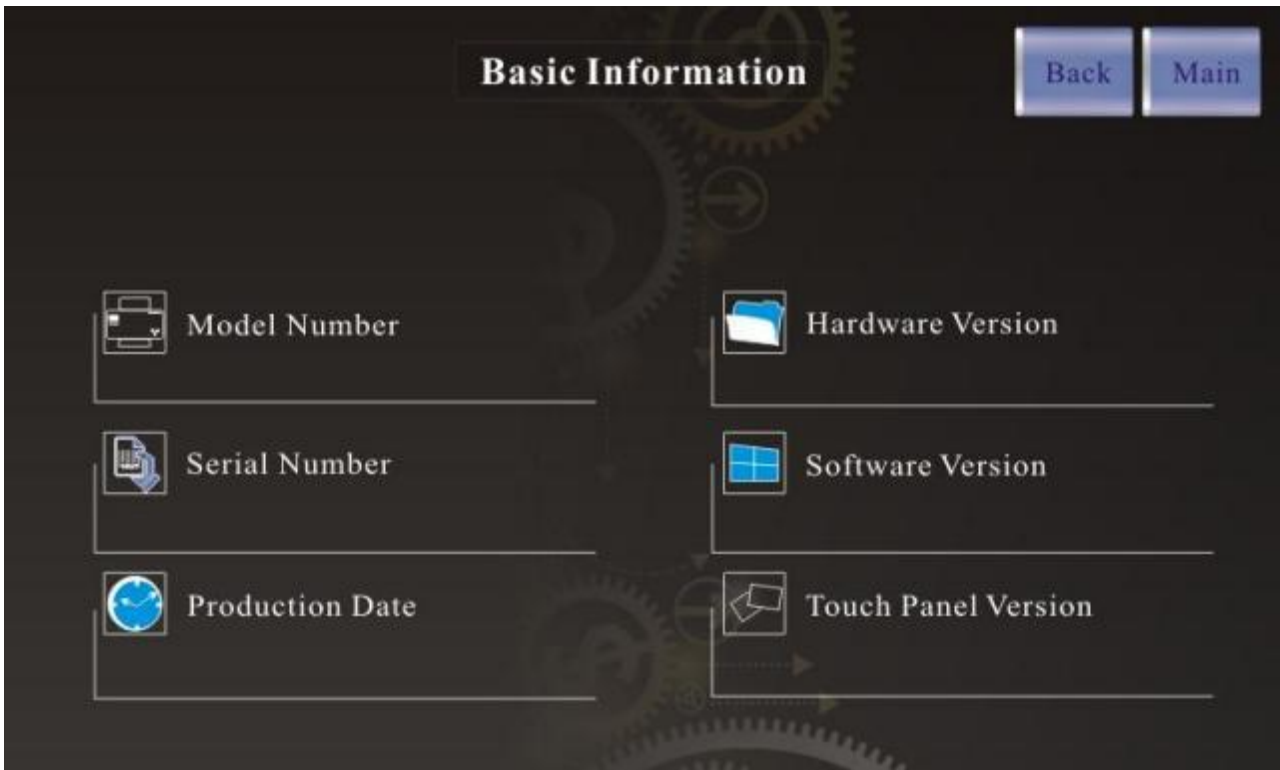 Basic Information
Back
Main
Model Number
Hardware Version
Serial Number
Software Version
Production Date
Touch Panel Version